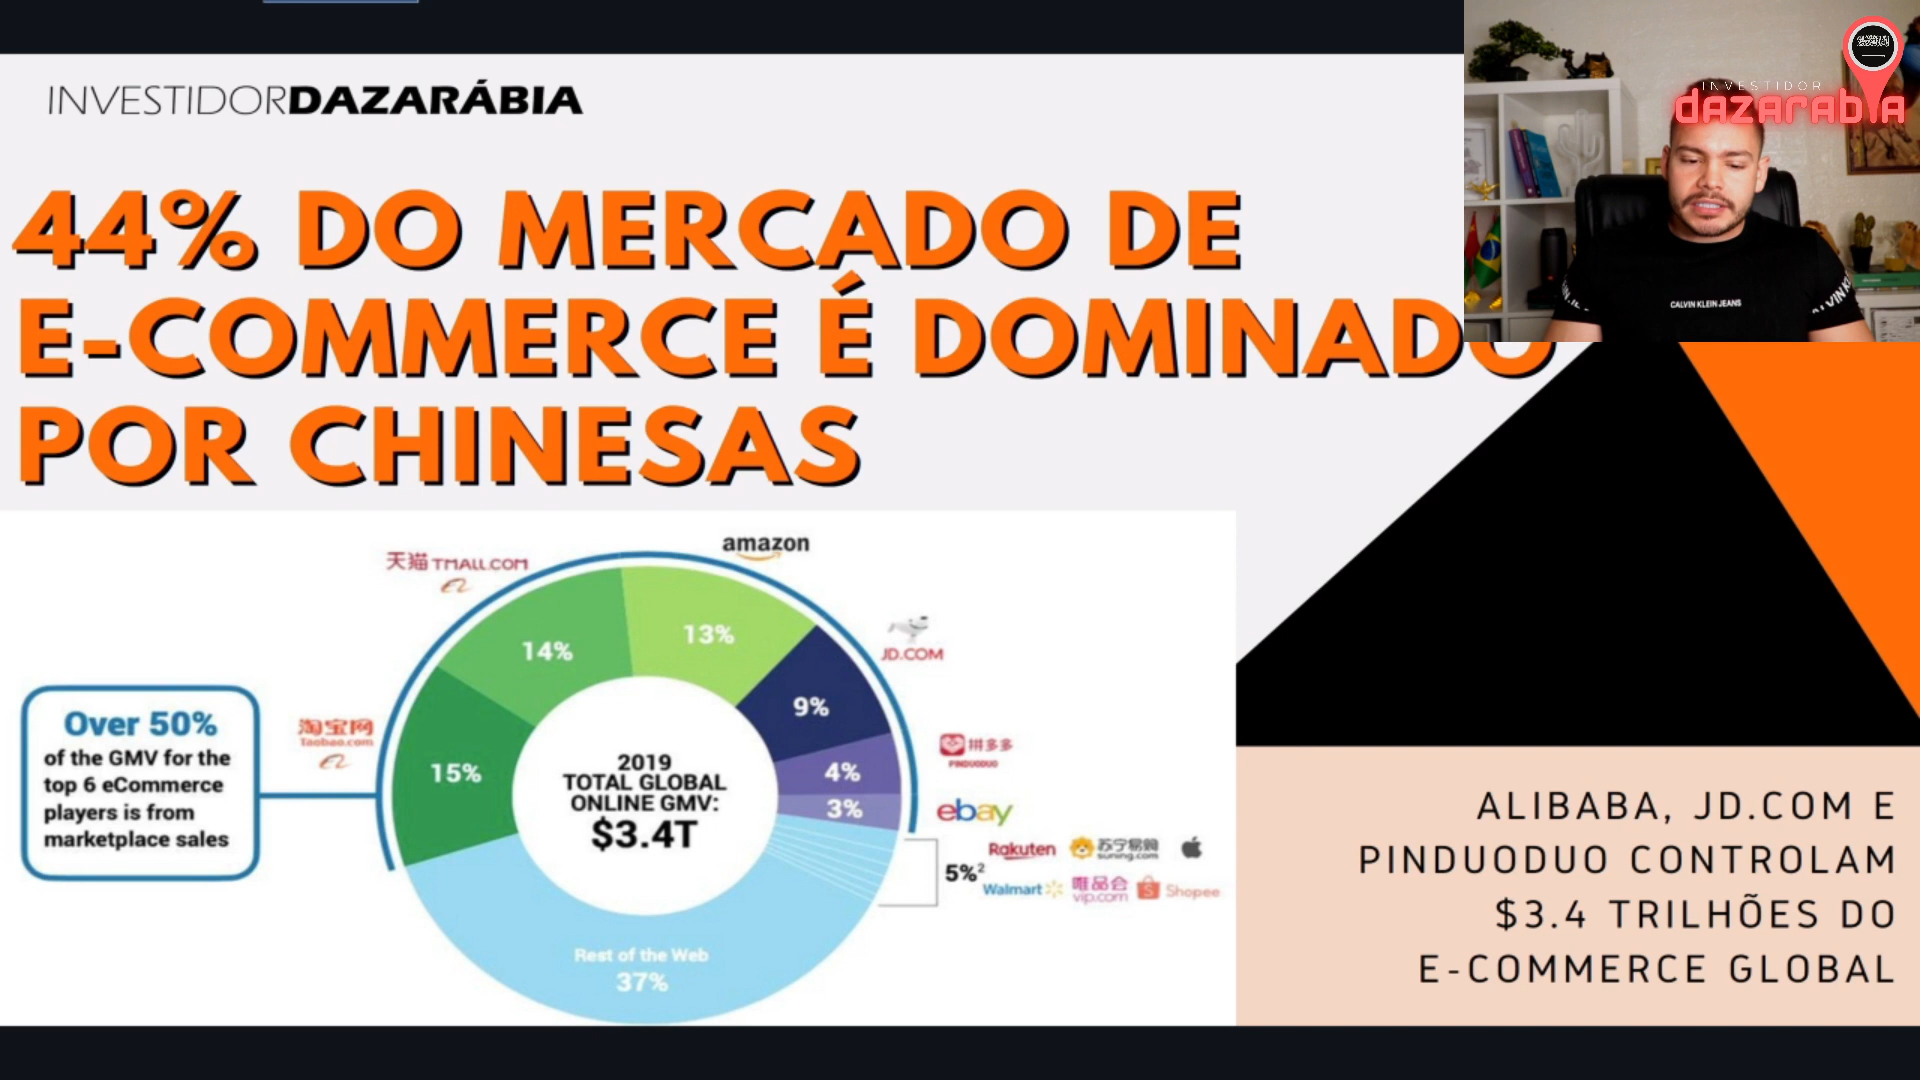 INVESTIDORDAZARÁBIA
44% DO MERCADO DE
E-COMMERCE É DOMINADO
POR CHINESAS
INVESTIDOR
dazarabia
CALVIN KLEIN JEANS
天猫 TMALL.COM
amazon
JD.COM
淘宝网
Taobao.com
拼多多
PINDUODUO
ebay
14%
13%
9%
15%
4%
3%
Over 50%
of the GMV for the
top 6 eCommerce
players is from
marketplace sales
2019
TOTAL GLOBAL
ONLINE GMV:
$3.4T
5%²
Rakuten
苏宁易购
suning.com
Walmart
唯品会
vip.com
Shopee
Rest of the Web
37%
ALIBABA, JD.COM E
PINDUODUO CONTROLAM
$3.4 TRILHÕES DO
E-COMMERCE GLOBAL